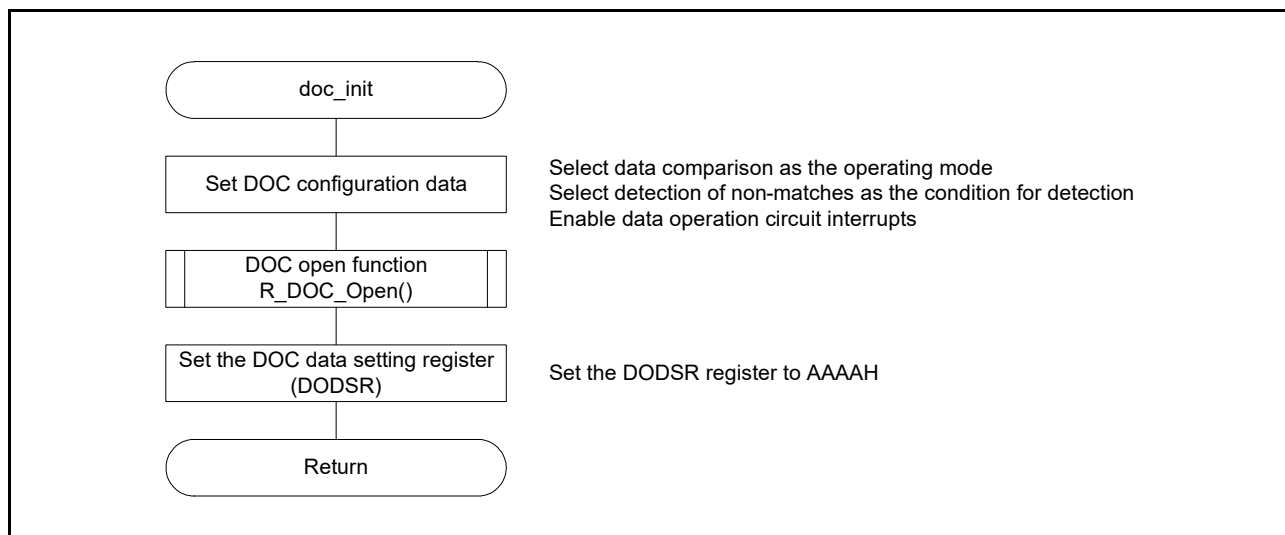 doc_init
Set DOC configuration data
Select data comparison as the operating mode
Select detection of non-matches as the condition for detection
Enable data operation circuit interrupts
DOC open function
R_DOC_Open()
Set the DOC data setting register
(DODSR)
Set the DODSR register to AAAAH
Return